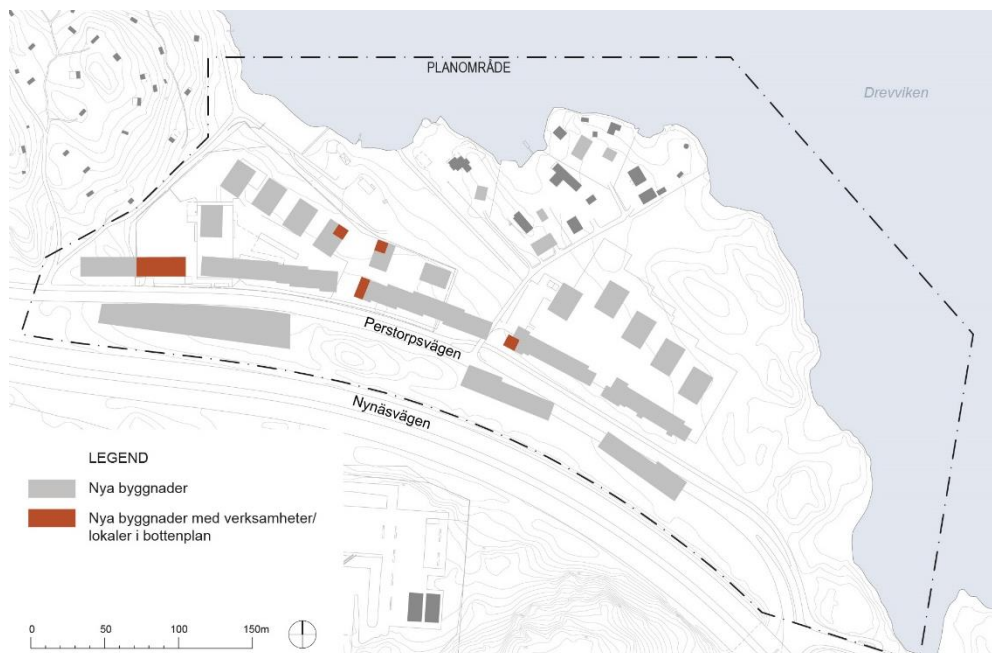 PLANOMRÅDE
Drevviken
Perstorpsvägen
Nynäsvägen
LEGEND
Nya byggnader
Nya byggnader med verksamheter/
lokaler i bottenplan
0 50 100 150m